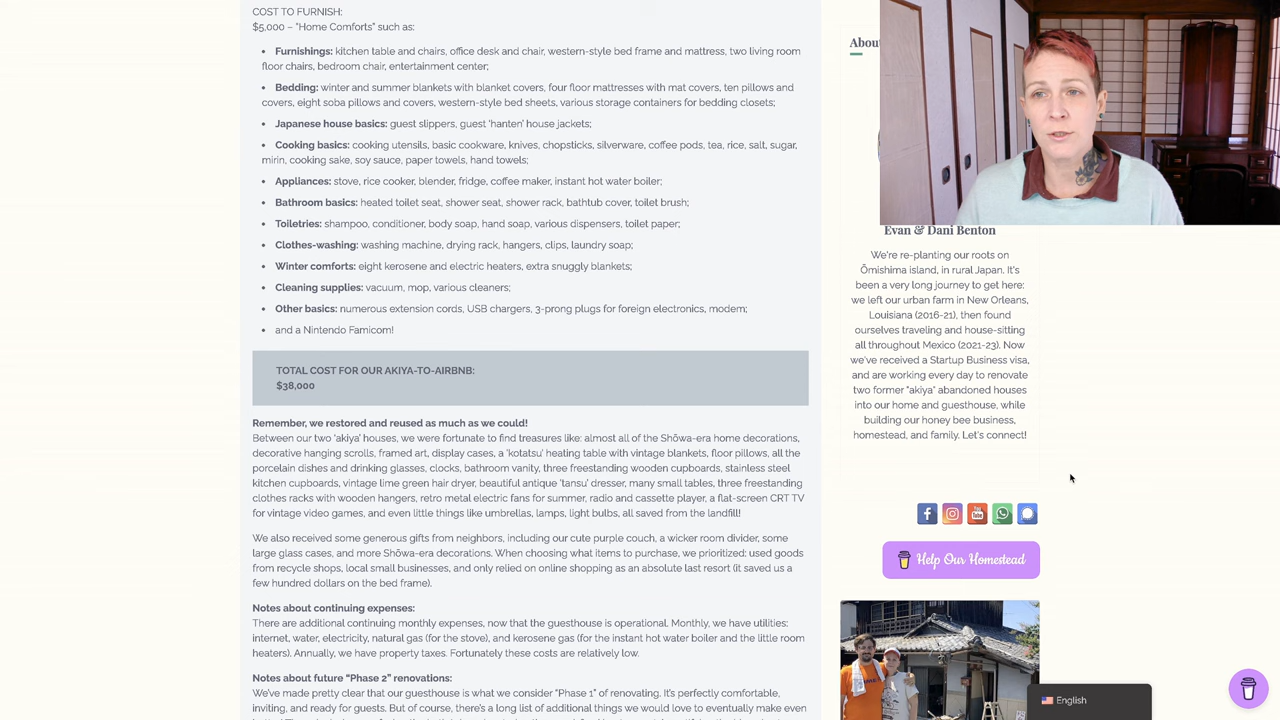 COST TO FURNISH:
$5,000 – "Home Comforts" such as:
• Furnishings: kitchen table and chairs, office desk and chair, western-style bed frame and mattress, two living room
floor chairs, bedroom chair, entertainment center;
• Bedding: winter and summer blankets with blanket covers, four floor mattresses with mat covers, ten pillows and
covers, eight soba pillows and covers, western-style bed sheets, various storage containers for bedding closets;
• Japanese house basics: guest slippers, guest 'hanten' house jackets;
• Cooking basics: cooking utensils, basic cookware, knives, chopsticks, silverware, coffee pods, tea, rice, salt, sugar,
mirin, cooking sake, soy sauce, paper towels, hand towels;
• Appliances: stove, rice cooker, blender, fridge, coffee maker, instant hot water boiler;
• Bathroom basics: heated toilet seat, shower seat, shower rack, bathtub cover, toilet brush;
• Toiletries: shampoo, conditioner, body soap, hand soap, various dispensers, toilet paper;
• Clothes-washing: washing machine, drying rack, hangers, clips, laundry soap;
• Winter comforts: eight kerosene and electric heaters, extra snuggly blankets;
• Cleaning supplies: vacuum, mop, various cleaners;
• Other basics: numerous extension cords, USB chargers, 3-prong plugs for foreign electronics, modem;
• and a Nintendo Famicom!
TOTAL COST FOR OUR AKIYA-TO-AIRBNB:
$38,000
Remember, we restored and reused as much as we could!
Between our two 'akiya' houses, we were fortunate to find treasures like: almost all of the Shōwa-era home decorations,
decorative hanging scrolls, framed art, display cases, a 'kotatsu' heating table with vintage blankets, floor pillows, all the
porcelain dishes and drinking glasses, clocks, bathroom vanity, three freestanding wooden cupboards, stainless steel
kitchen cupboards, vintage lime green hair dryer, beautiful antique 'tansu' dresser, many small tables, three freestanding
clothes racks with wooden hangers, retro metal electric fans for summer, radio and cassette player, a flat-screen CRT TV
for vintage video games, and even little things like umbrellas, lamps, light bulbs, all saved from the landfill!
We also received some generous gifts from neighbors, including our cute purple couch, a wicker room divider, some
large glass cases, and more Shōwa-era decorations. When choosing what items to purchase, we prioritized: used goods
from recycle shops, local small businesses, and only relied on online shopping as an absolute last resort (it saved us a
few hundred dollars on the bed frame).
Notes about continuing expenses:
There are additional continuing monthly expenses, now that the guesthouse is operational. Monthly, we have utilities:
internet, water, electricity, natural gas (for the stove), and kerosene gas (for the instant hot water boiler and the little room
heaters). Annually, we have property taxes. Fortunately these costs are relatively low.
Notes about future "Phase 2" renovations:
We've made pretty clear that our guesthouse is what we consider "Phase 1" of renovating. It's perfectly comfortable,
inviting, and ready for guests. But of course, there's a long list of additional things we would love to eventually make even
About
Evan & Dani Benton
We're re-planting our roots on
Ōmishima island, in rural Japan. It's
been a very long journey to get here:
we left our urban farm in New Orleans,
Louisiana (2016-21), then found
ourselves traveling and house-sitting
all throughout Mexico (2021-23). Now
we've received a Startup Business visa,
and are working every day to renovate
two former "akiya" abandoned houses
into our home and guesthouse, while
building our honey bee business,
homestead, and family. Let's connect!
Help Our Homestead
English